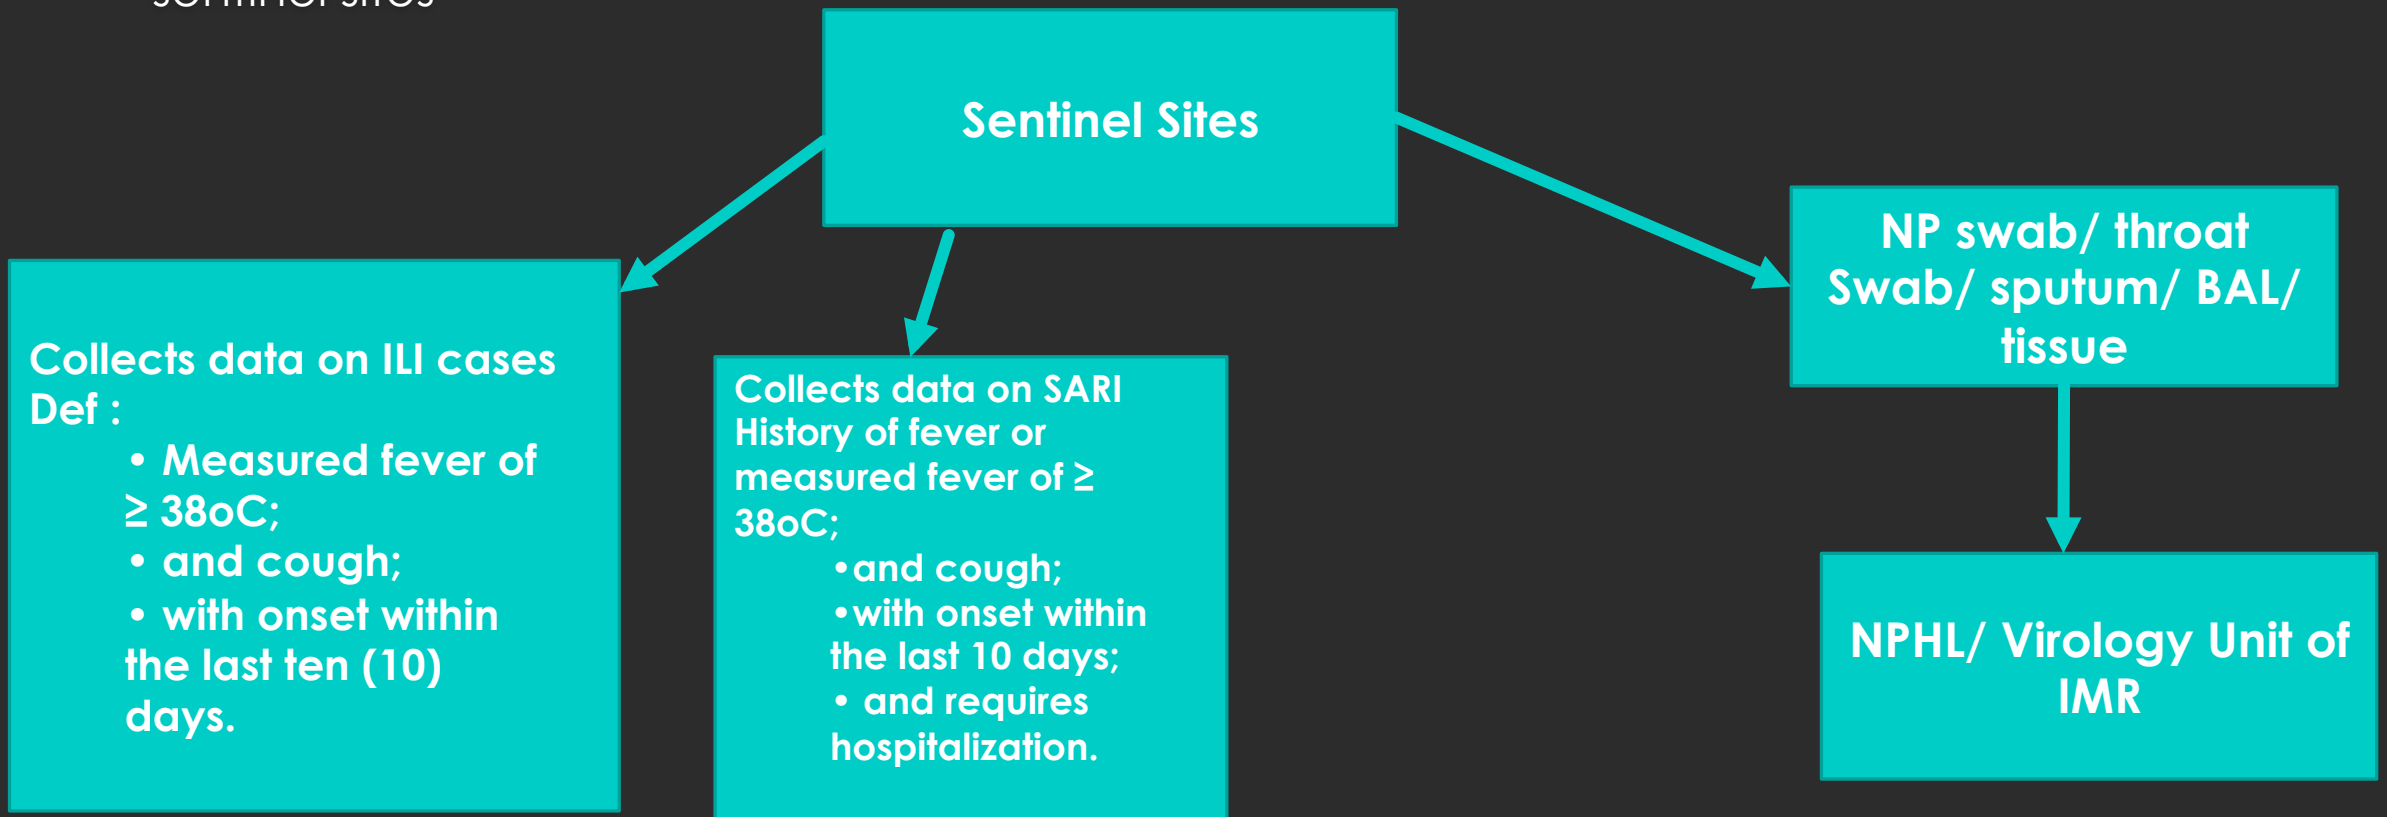 sentinel sites
Sentinel Sites
Collects data on ILI cases
Def :
• Measured fever of
≥ 38oC;
• and cough;
• with onset within
the last ten (10)
days.
Collects data on SARI
History of fever or
measured fever of ≥
38oC;
•and cough;
•with onset within
the last 10 days;
• and requires
hospitalization.
NP swab/ throat
Swab/ sputum/ BAL/
tissue
NPHL/ Virology Unit of
IMR